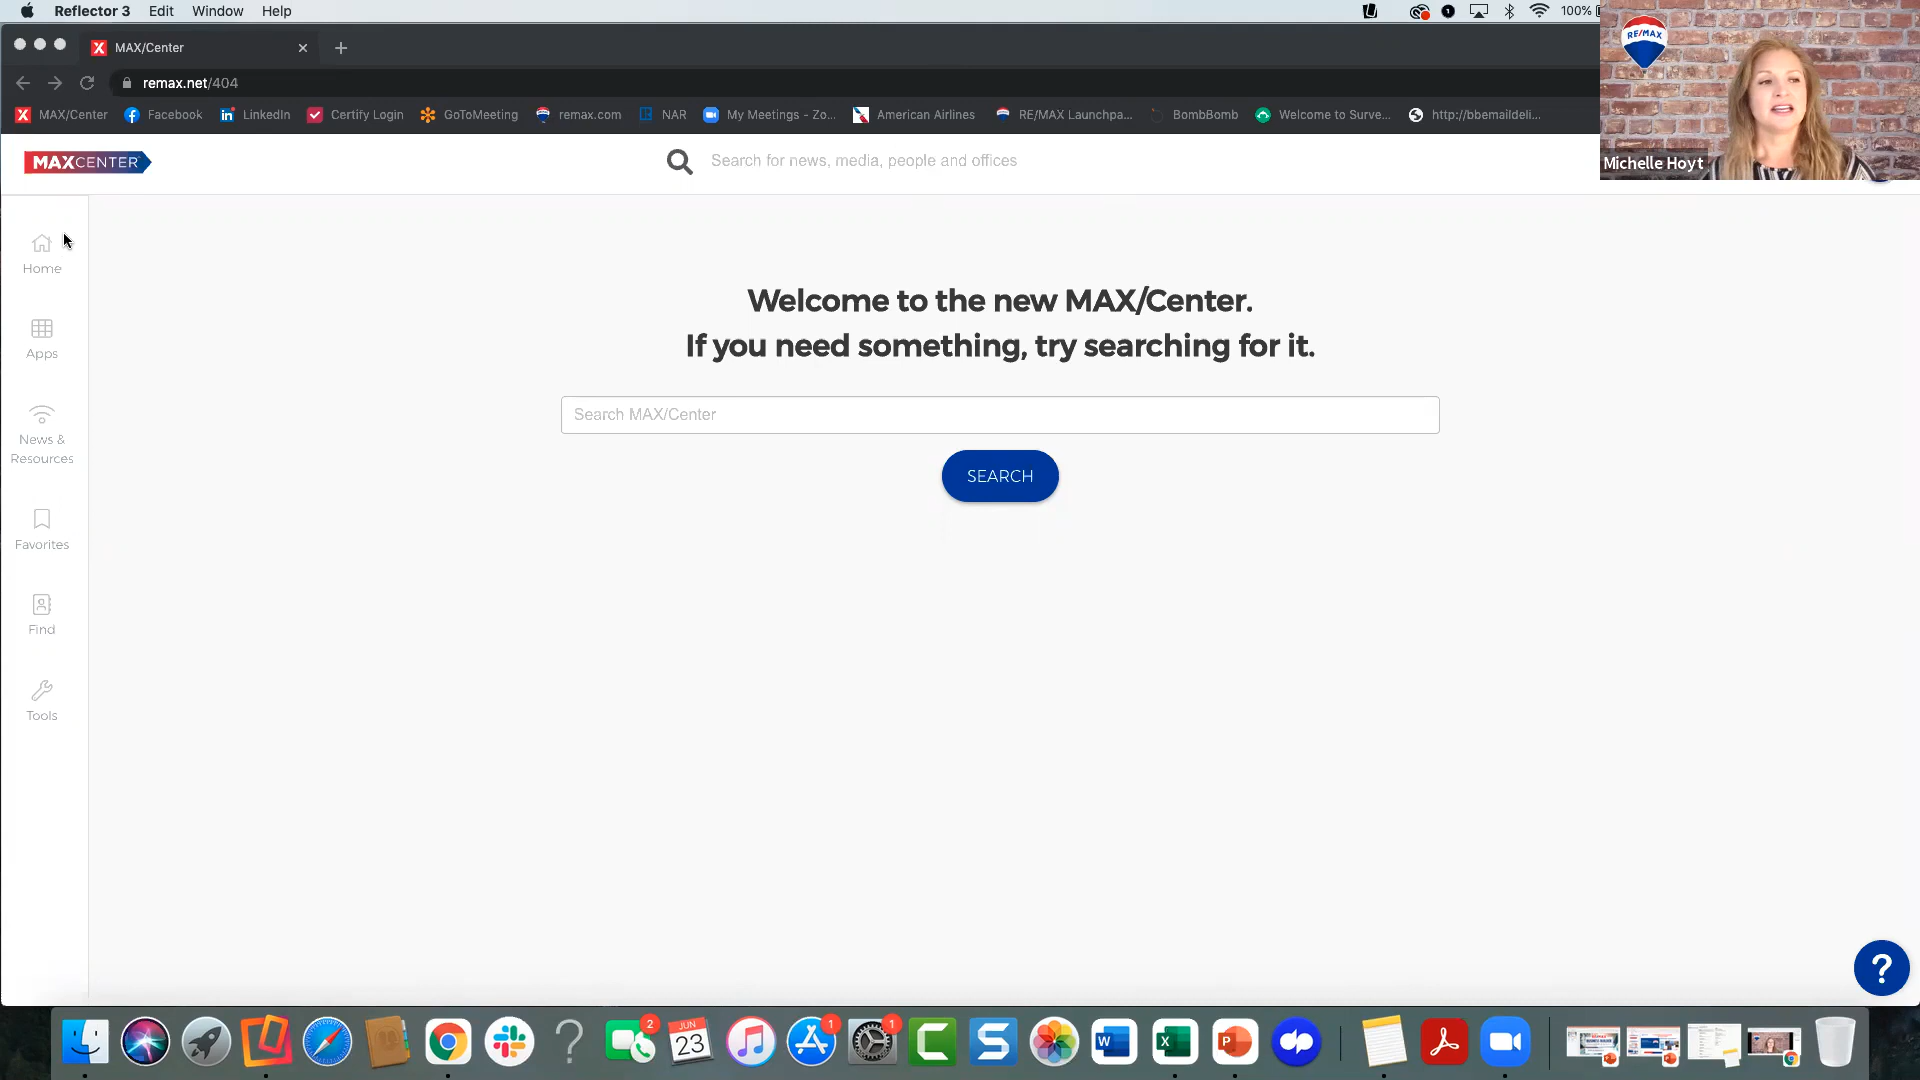 Reflector 3 Edit Window Help 100%
MAX/Center
remax.net/404
MAX/Center Facebook LinkedIn Certify Login GoToMeeting remax.com NAR My Meetings - Zo... American Airlines RE/MAX Launchpa... BombBomb Welcome to Surve... http://bbemaildeli...
RE/MAX
Michelle Hoyt
MAXCENTER
Search for news, media, people and offices
Home
Apps
News &
Resources
Favorites
Find
Tools
Welcome to the new MAX/Center.
If you need something, try searching for it.
Search MAX/Center
SEARCH
?
2
JUN
23
1
1